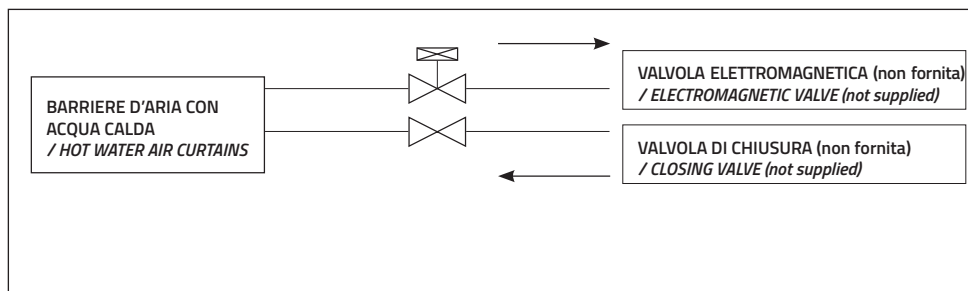 BARRIERE D'ARIA CON
ACQUA CALDA
/ HOT WATER AIR CURTAINS
VALVOLA ELETTROMAGNETICA (non fornita)
/ ELECTROMAGNETIC VALVE (not supplied)
VALVOLA DI CHIUSURA (non fornita)
/ CLOSING VALVE (not supplied)